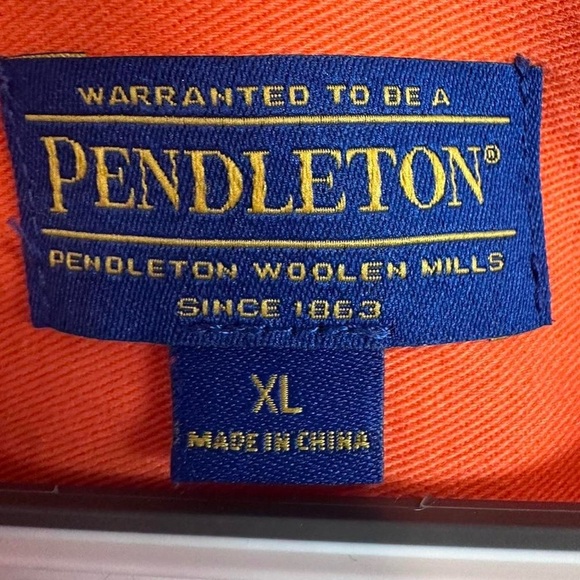 WARRANTED TO BE A
PENDLETON®
PENDLETON WOOLEN MILLS
SINCE 1863
XL
MADE IN CHINA